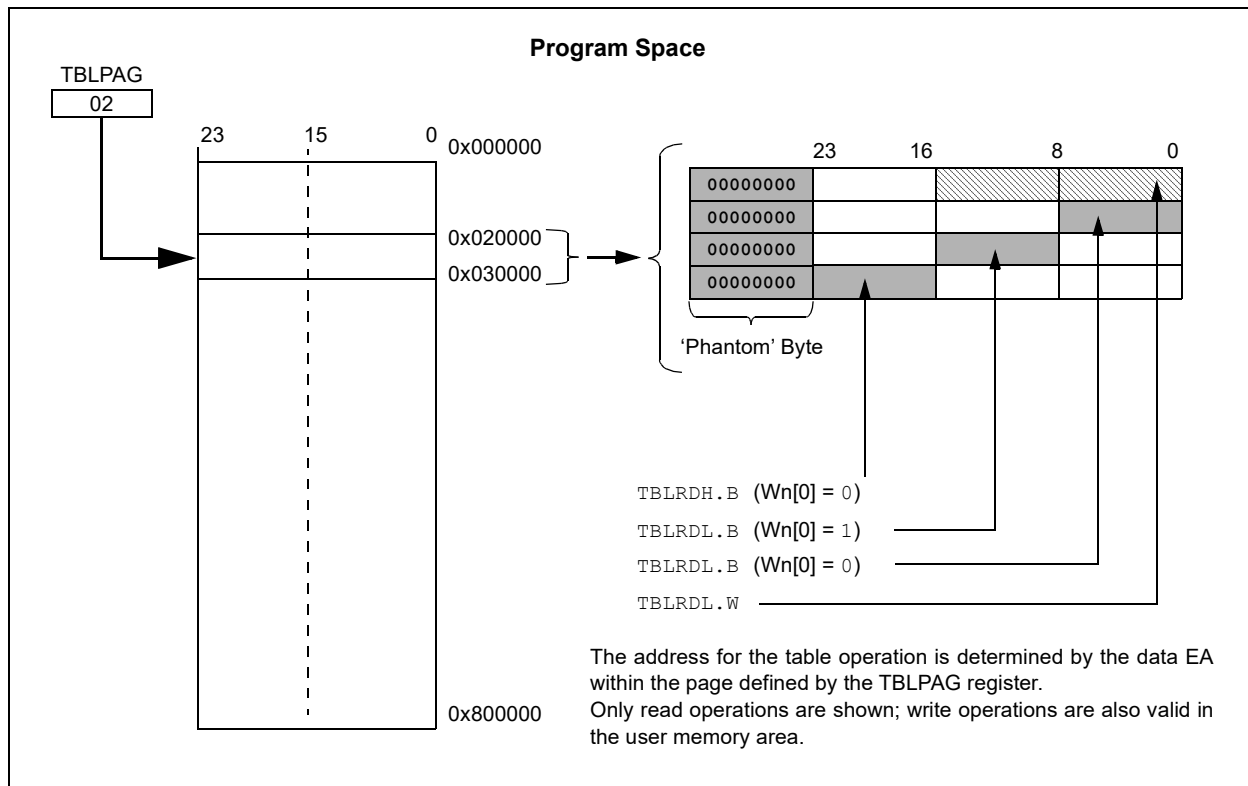 Program Space
TBLPAG
02
23 15 0
0x000000
0x020000
0x030000
0x800000
23 16 8 0
00000000
00000000
00000000
00000000
‘Phantom’ Byte
TBLRDH.B (Wn[0] = 0)
TBLRDL.B (Wn[0] = 1)
TBLRDL.B (Wn[0] = 0)
TBLRDL.W
The address for the table operation is determined by the data EA
within the page defined by the TBLPAG register.
Only read operations are shown; write operations are also valid in
the user memory area.